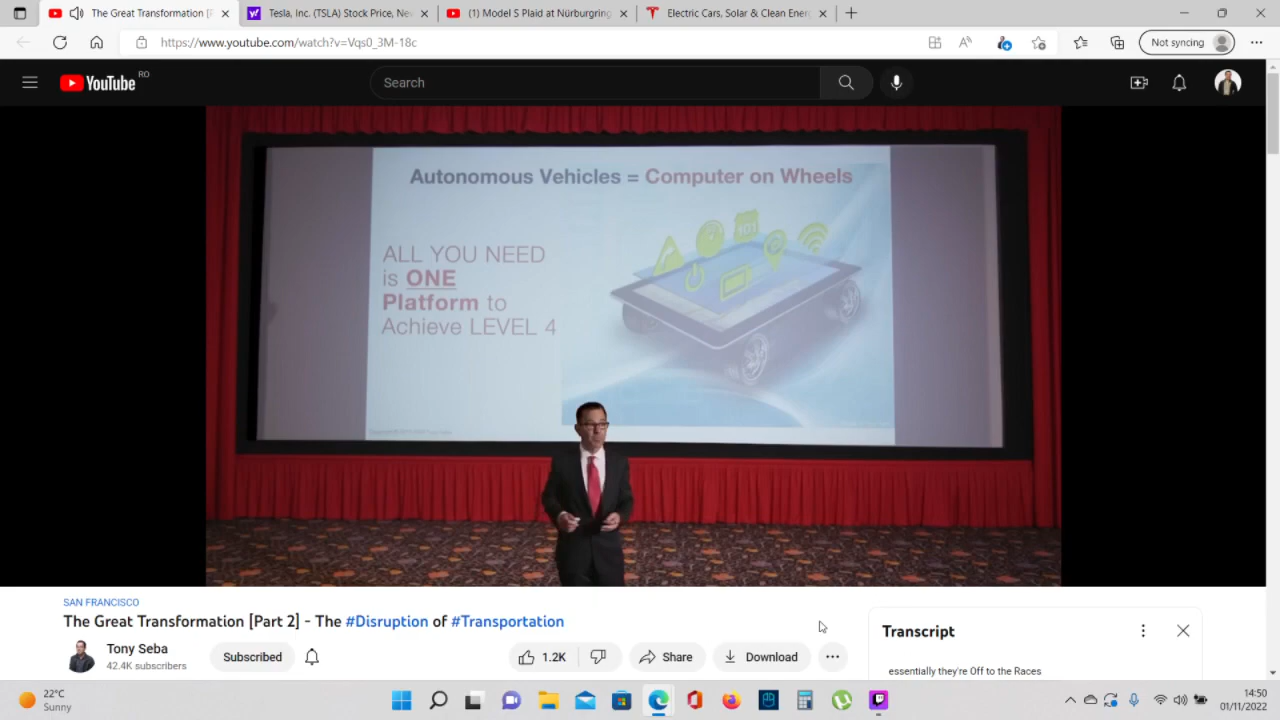 The Great Transformation [P
Tesla, Inc. (TSLA) Stock Price, Ne
(1) Model S Plaid at Nürburgring
Electric Cars, Solar & Clean Ener
https://www.youtube.com/watch?v=Vqs0_3M-18c
Not syncing
YouTube RO
Search
Autonomous Vehicles = Computer on Wheels
101
ALL YOU NEED
is ONE
Platform to
Achieve LEVEL 4
SAN FRANCISCO
The Great Transformation [Part 2] - The #Disruption of #Transportation
Tony Seba
42.4K subscribers
Subscribed
1.2K
Share
Download
Transcript
essentially they're Off to the Races
22°C
Sunny
14:50
01/11/2022